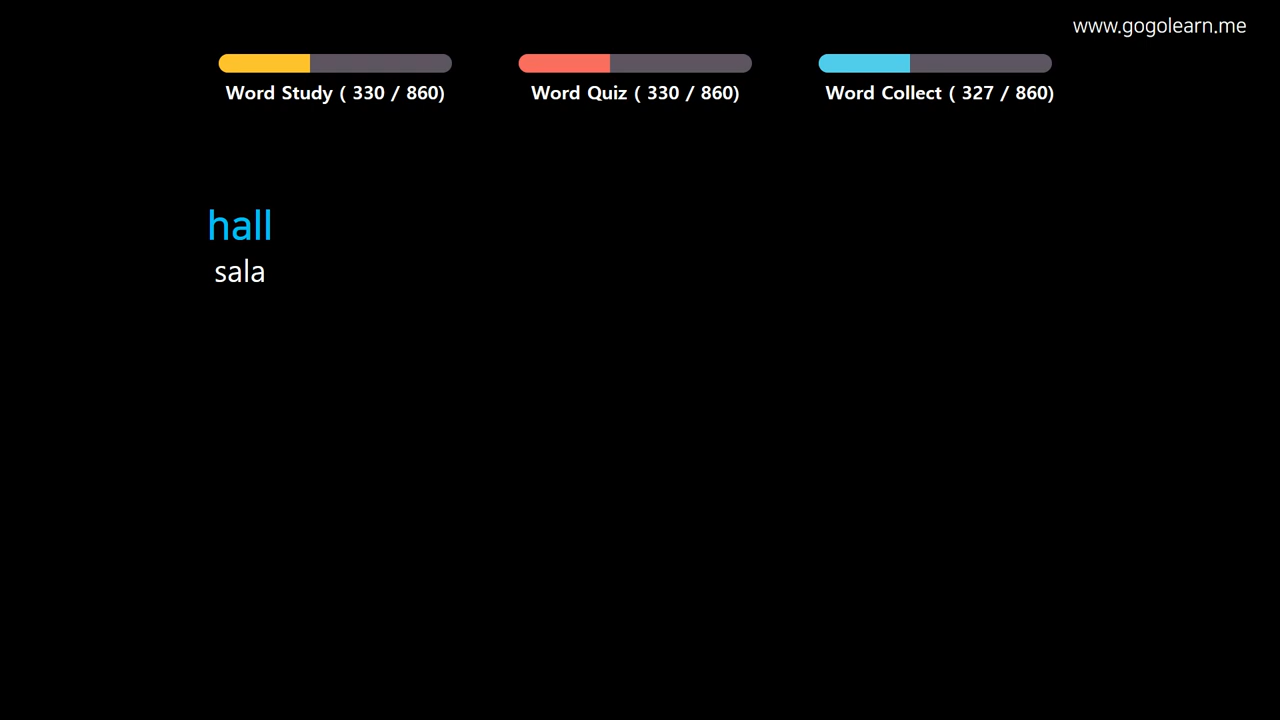 www.gogolearn.me
Word Study ( 330 / 860)
Word Quiz ( 330 / 860)
Word Collect ( 327 / 860)
hall
sala